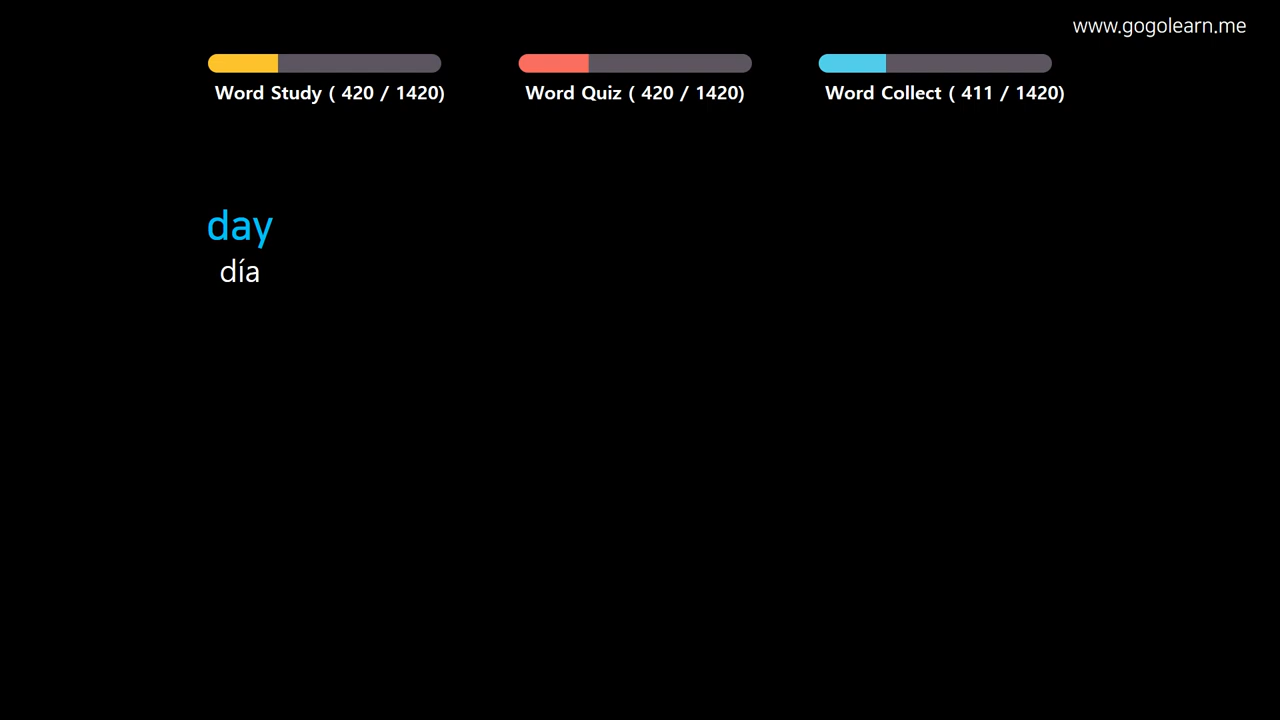 www.gogolearn.me
Word Study ( 420 / 1420)
Word Quiz ( 420 / 1420)
Word Collect ( 411 / 1420)
day
día